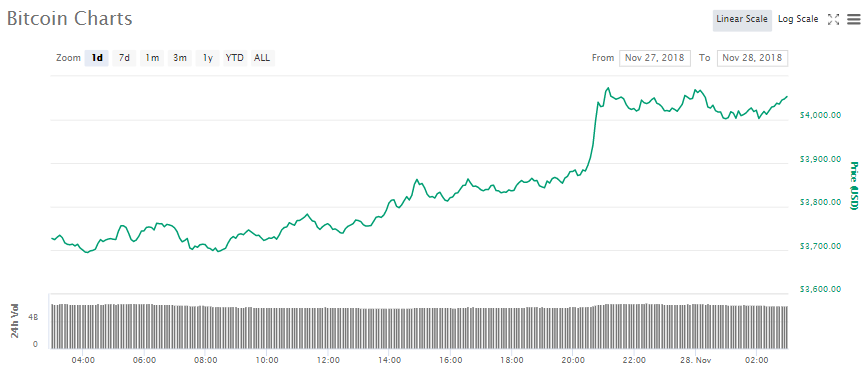 Bitcoin Charts
Linear Scale Log Scale
Zoom 1d 7d 1m 3m 1y YTD ALL From Nov 27, 2018 To Nov 28, 2018
$4,000.00
$3,900.00
$3,800.00
$3,700.00
$3,600.00
Price (USD)
24h Vol
48
0
04:00 06:00 08:00 10:00 12:00 14:00 16:00 18:00 20:00 22:00 28. Nov 02:00